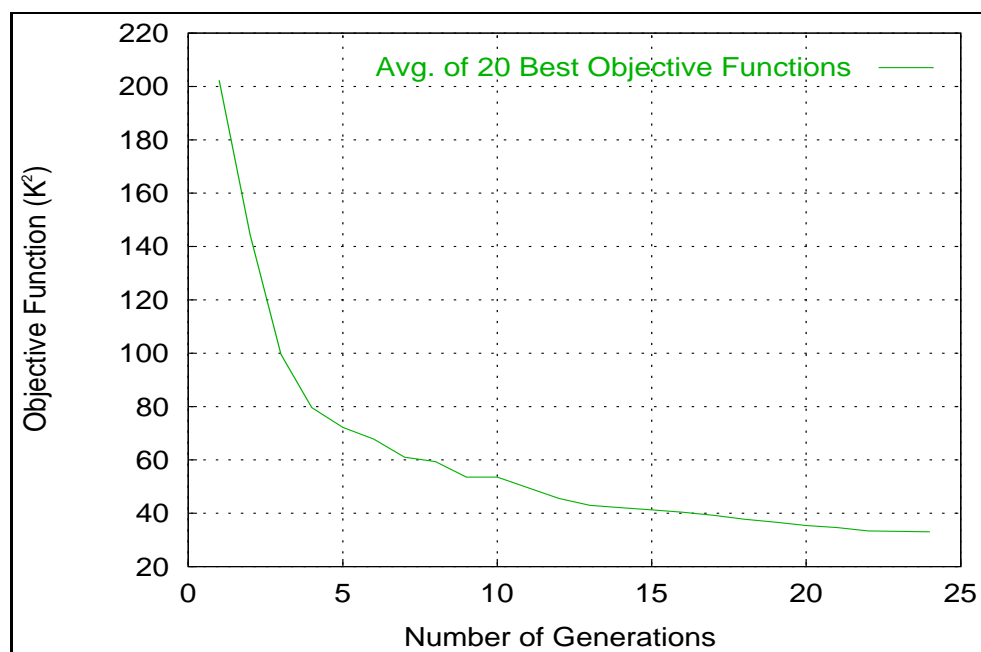 220
200
180
160
140
120
100
80
60
40
20
Objective Function (K²)
Avg. of 20 Best Objective Functions
0 5 10 15 20 25
Number of Generations